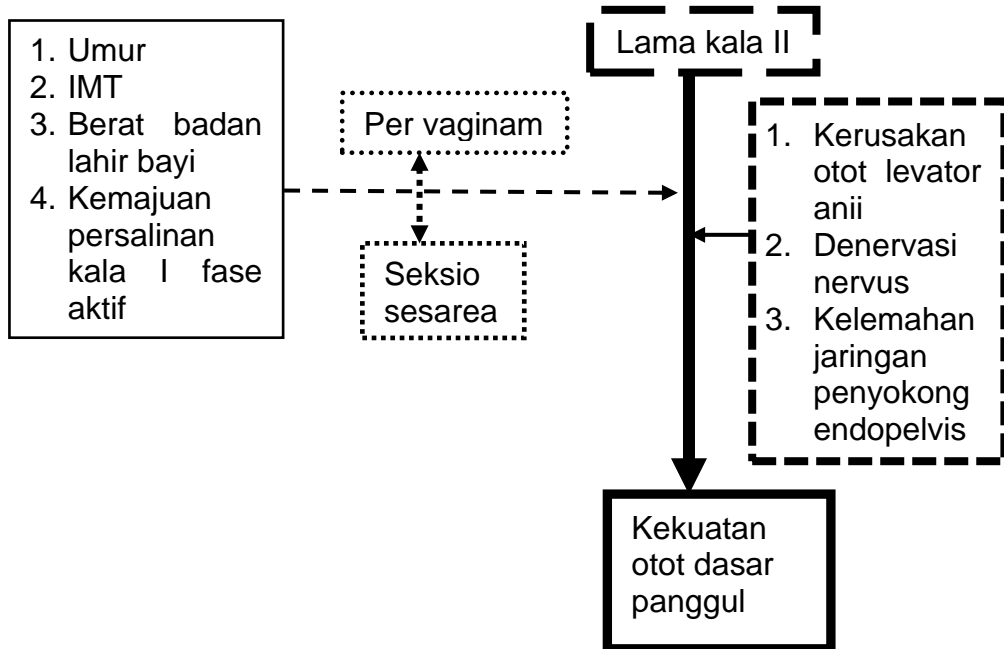 1. Umur
2. IMT
3. Berat badan
lahir bayi
4. Kemajuan
persalinan
kala I fase
aktif
Per vaginam
Seksio
sesarea
Lama kala II
1. Kerusakan
otot levator
anii
2. Denervasi
nervus
3. Kelemahan
jaringan
penyokong
endopelvis
Kekuatan
otot dasar
panggul